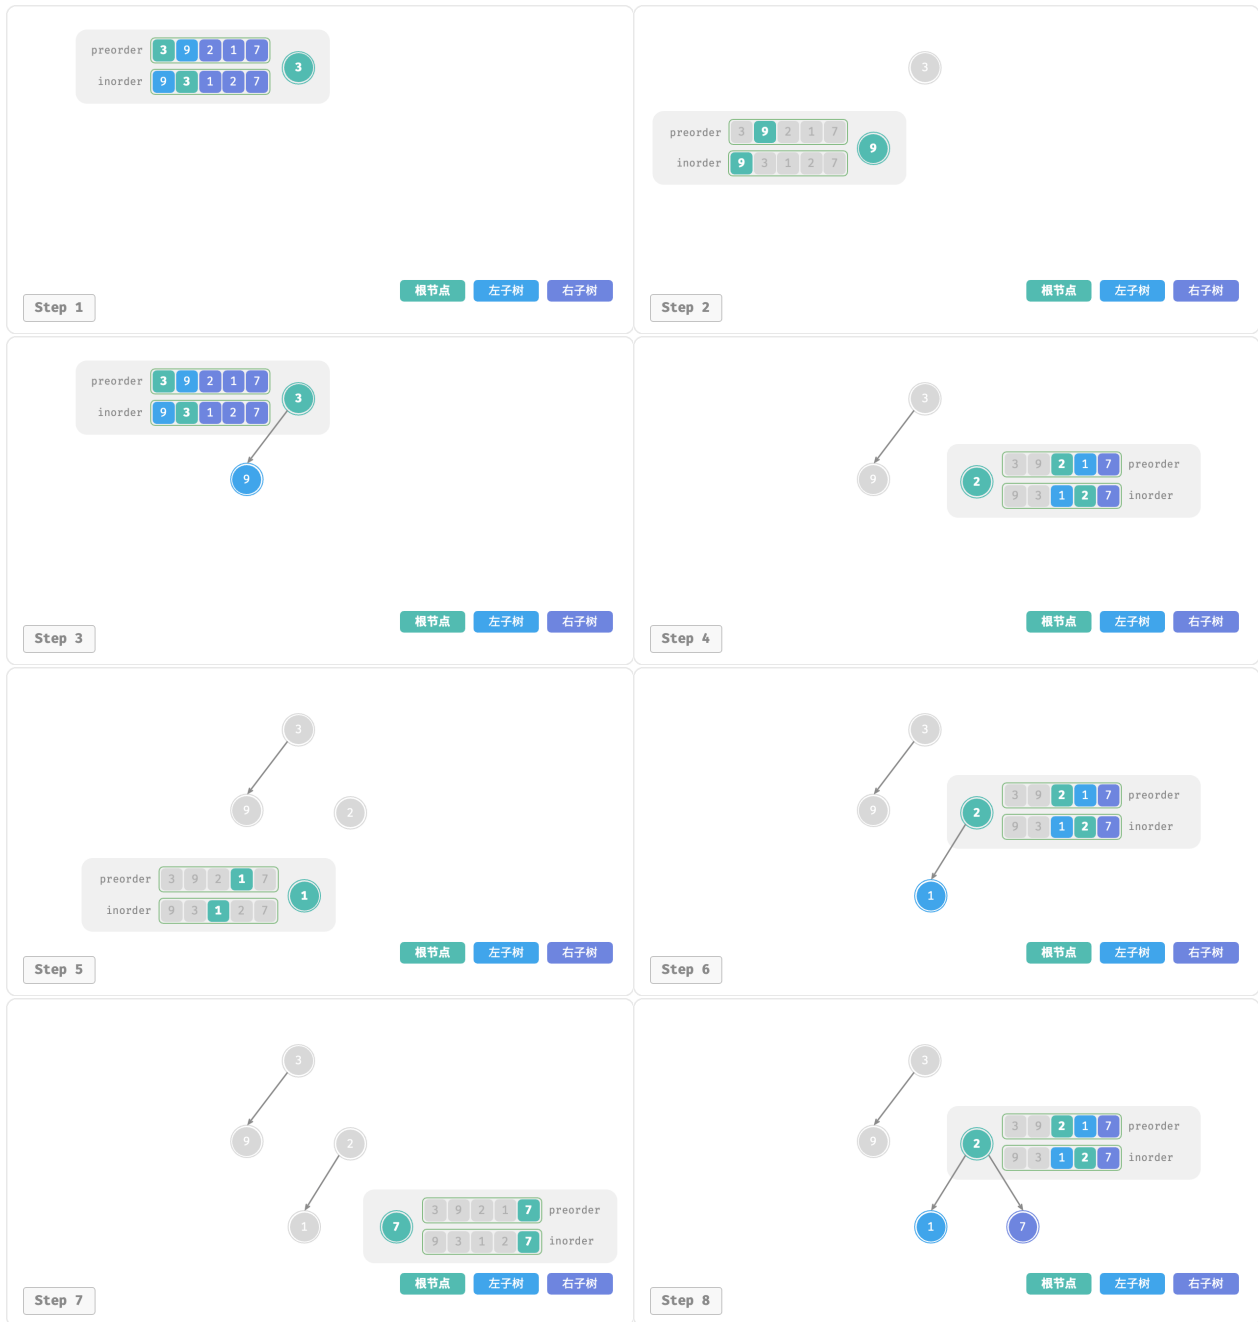 preorder 3 9 2 1 7
3
inorder 9 3 1 2 7
根节点 左子树 右子树
Step 1
3
preorder 3 9 2 1 7
9
inorder 9 3 1 2 7
根节点 左子树 右子树
Step 2
preorder 3 9 2 1 7
3
inorder 9 3 1 2 7
9
根节点 左子树 右子树
Step 3
3
3 9 2 1 7 preorder
9 2
9 3 1 2 7 inorder
根节点 左子树 右子树
Step 4
3
9 2
preorder 3 9 2 1 7
1
inorder 9 3 1 2 7
根节点 左子树 右子树
Step 5
3
3 9 2 1 7 preorder
9 2
9 3 1 2 7 inorder
1
根节点 左子树 右子树
Step 6
3
9 2
3 9 2 1 7 preorder
1 7
9 3 1 2 7 inorder
根节点 左子树 右子树
Step 7
3
3 9 2 1 7 preorder
9 2
9 3 1 2 7 inorder
1 7
根节点 左子树 右子树
Step 8